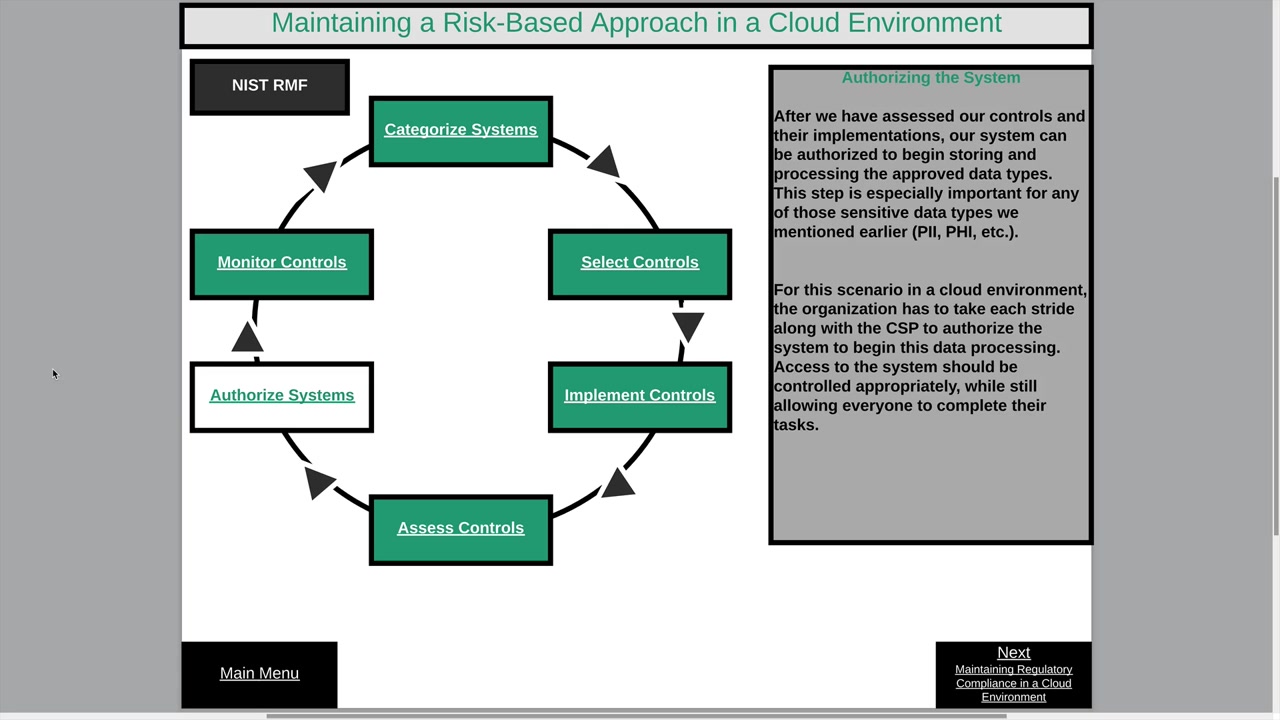 Maintaining a Risk-Based Approach in a Cloud Environment
NIST RMF
Categorize Systems
Monitor Controls
Select Controls
Authorize Systems
Implement Controls
Assess Controls
Authorizing the System
After we have assessed our controls and
their implementations, our system can
be authorized to begin storing and
processing the approved data types.
This step is especially important for any
of those sensitive data types we
mentioned earlier (PII, PHI, etc.).
For this scenario in a cloud environment,
the organization has to take each stride
along with the CSP to authorize the
system to begin this data processing.
Access to the system should be
controlled appropriately, while still
allowing everyone to complete their
tasks.
Main Menu
Next
Maintaining Regulatory
Compliance in a Cloud
Environment